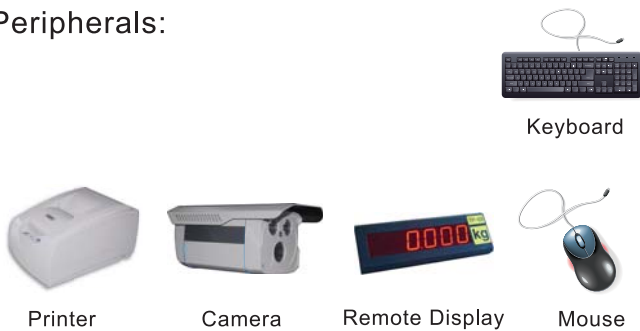 Peripherals:
Keyboard
0.000 kg
Printer
Camera
Remote Display
Mouse